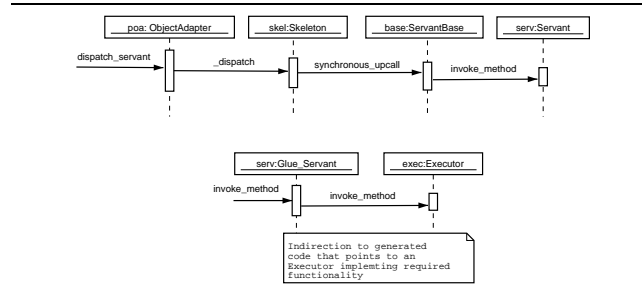 poa: ObjectAdapter
skel:Skeleton
base:ServantBase
serv:Servant
dispatch_servant
_dispatch
synchronous_upcall
invoke_method
serv:Glue_Servant
exec:Executor
invoke_method
invoke_method
Indirection to generated
code that points to an
Executor implemting required
functionality